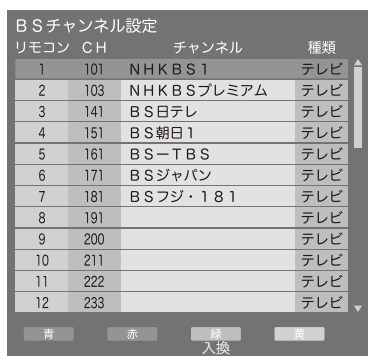 ＢＳチャンネル設定
リモコン ＣＨ チャンネル 種類
1 101 ＮＨＫＢＳ１ テレビ
2 103 ＮＨＫＢＳプレミアム テレビ
3 141 ＢＳ日テレ テレビ
4 151 ＢＳ朝日１ テレビ
5 161 ＢＳ－ＴＢＳ テレビ
6 171 ＢＳジャパン テレビ
7 181 ＢＳフジ・１８１ テレビ
8 191 テレビ
9 200 テレビ
10 211 テレビ
11 222 テレビ
12 233 テレビ
青 赤 緑 黄
入換